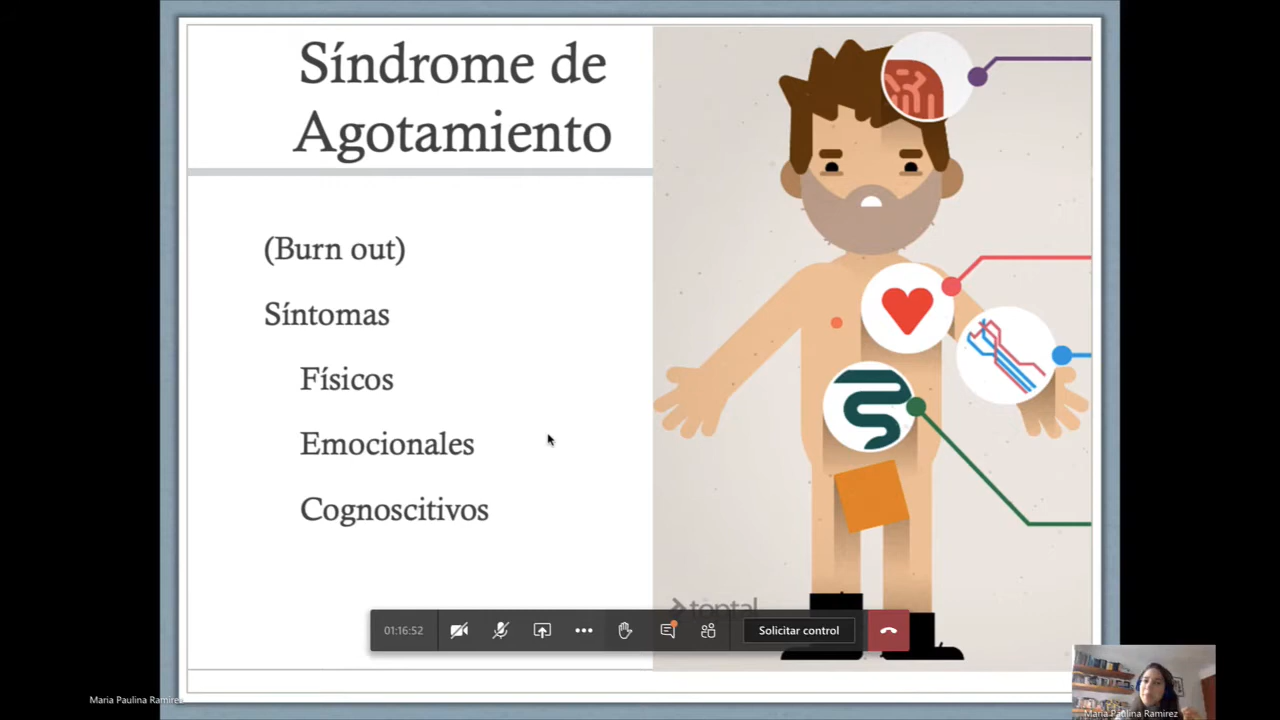 Síndrome de
Agotamiento
(Burn out)
Síntomas
Físicos
Emocionales
Cognoscitivos
toptal
01:16:52
Solicitar control
Maria Paulina Ramirez
Maria Paulina Ramirez